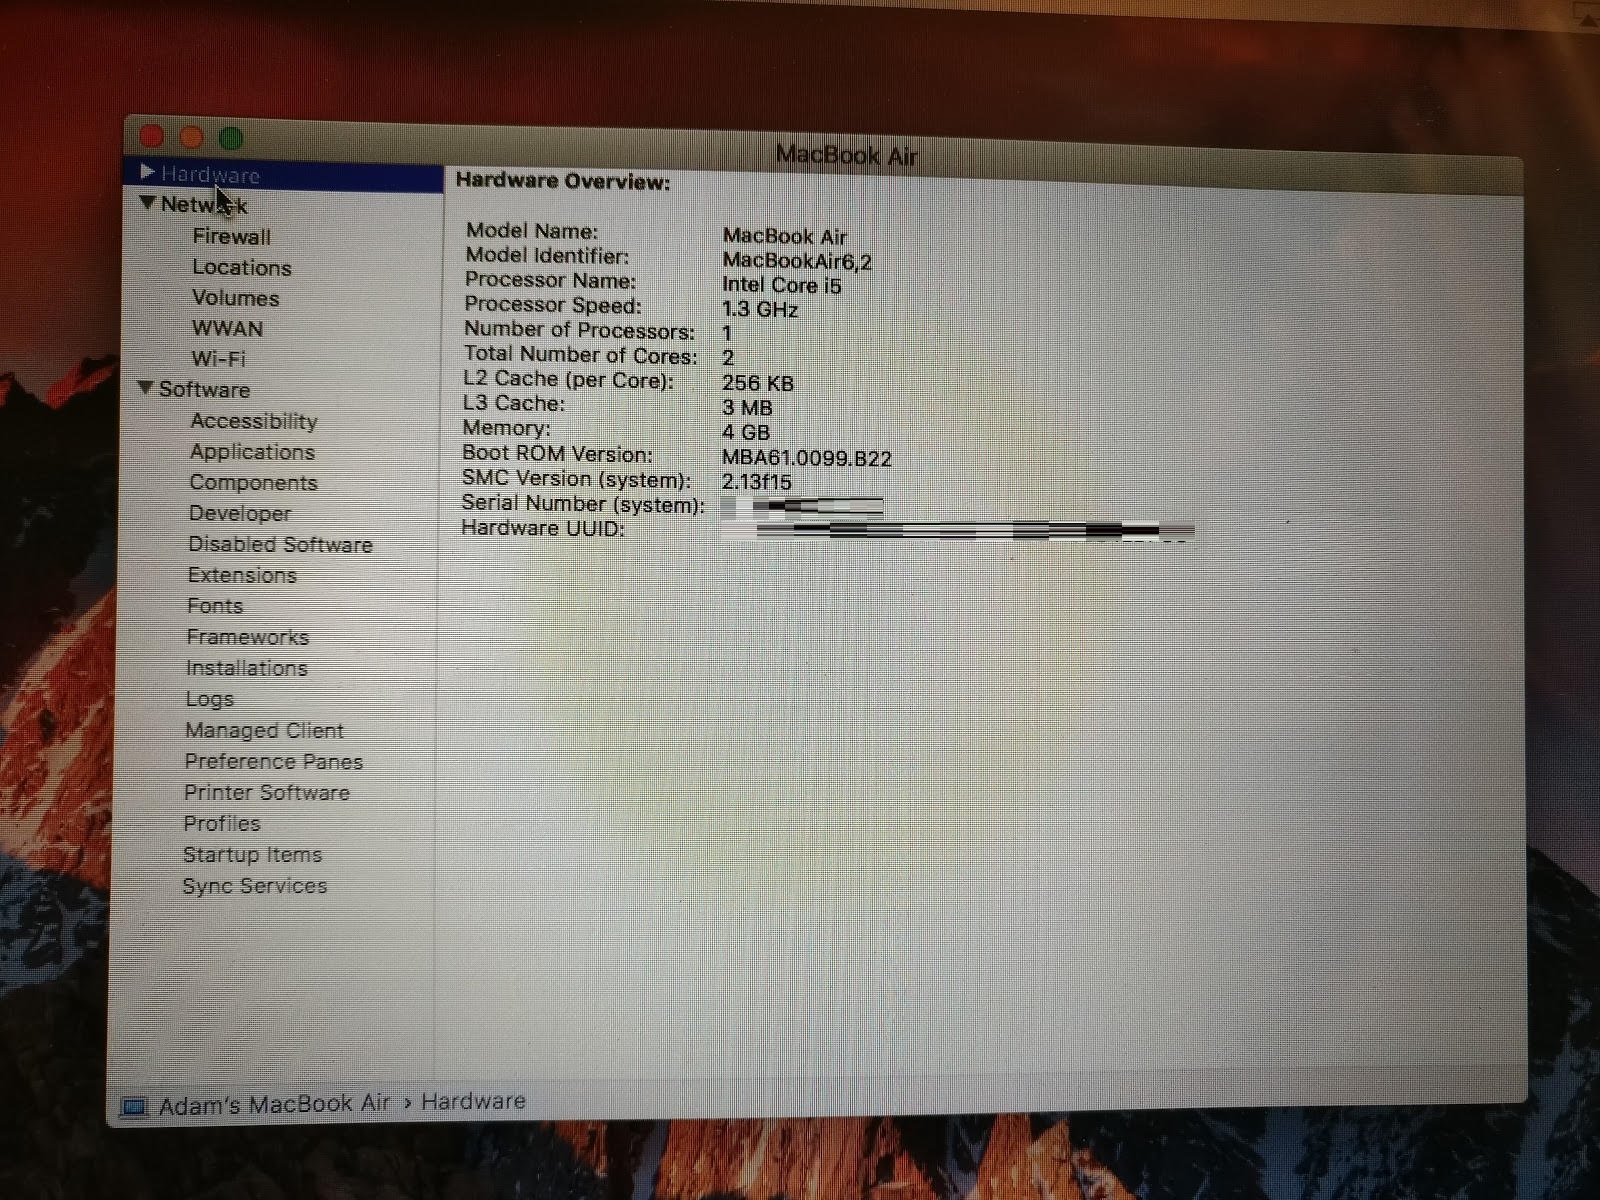 MacBook Air
Hardware
Network
Firewall
Locations
Volumes
WWAN
Wi-Fi
Software
Accessibility
Applications
Components
Developer
Disabled Software
Extensions
Fonts
Frameworks
Installations
Logs
Managed Client
Preference Panes
Printer Software
Profiles
Startup Items
Sync Services
Hardware Overview:
Model Name: MacBook Air
Model Identifier: MacBookAir6,2
Processor Name: Intel Core i5
Processor Speed: 1.3 GHz
Number of Processors: 1
Total Number of Cores: 2
L2 Cache (per Core): 256 KB
L3 Cache: 3 MB
Memory: 4 GB
Boot ROM Version: MBA61.0099.B22
SMC Version (system): 2.13f15
Serial Number (system):
Hardware UUID:
Adam's MacBook Air › Hardware